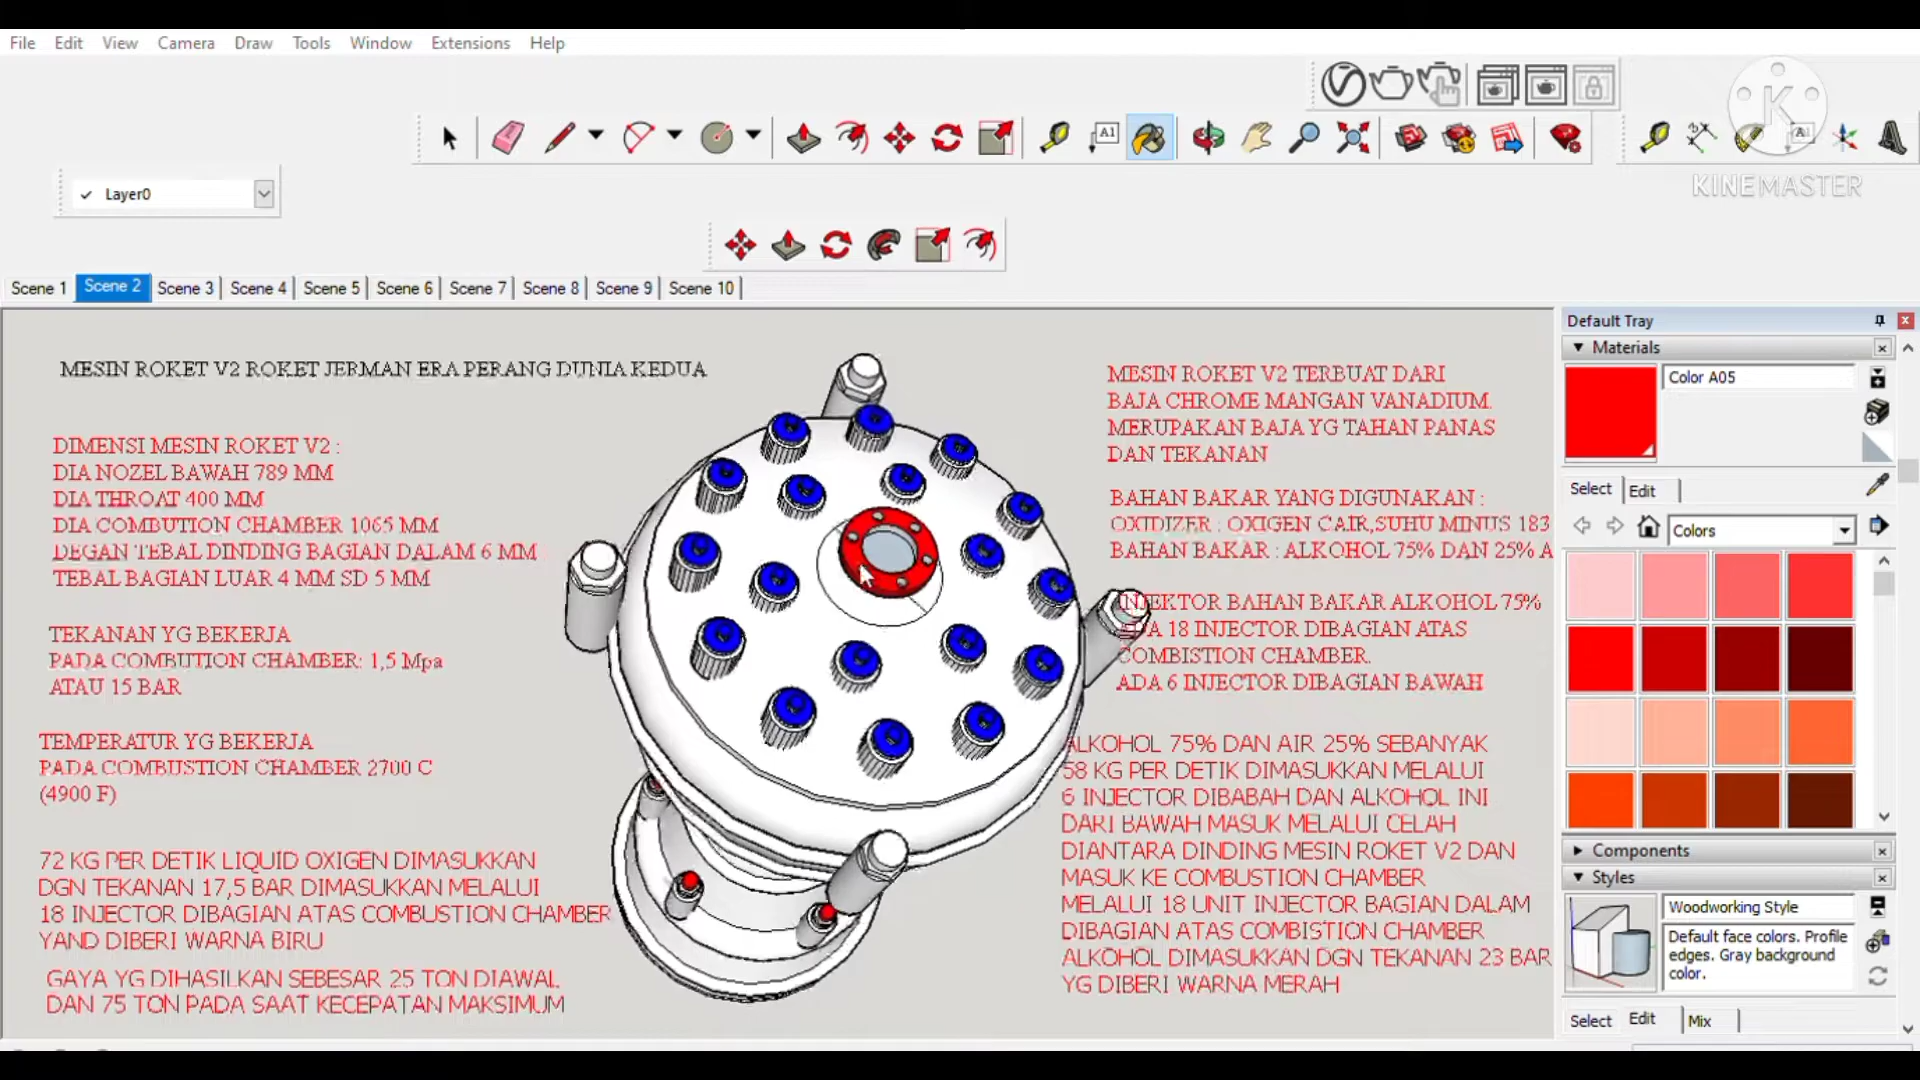 File Edit View Camera Draw Tools Window Extensions Help
KINEMASTER
Layer0
Scene 1 Scene 2 Scene 3 Scene 4 Scene 5 Scene 6 Scene 7 Scene 8 Scene 9 Scene 10
MESIN ROKET V2 ROKET JERMAN ERA PERANG DUNIA KEDUA
DIMENSI MESIN ROKET V2 :
DIA NOZEL BAWAH 789 MM
DIA THROAT 400 MM
DIA COMBUTION CHAMBER 1065 MM
DEGAN TEBAL DINDING BAGIAN DALAM 6 MM
TEBAL BAGIAN LUAR 4 MM SD 5 MM
TEKANAN YG BEKERJA
PADA COMBUTION CHAMBER: 1,5 Mpa
ATAU 15 BAR
TEMPERATUR YG BEKERJA
PADA COMBUSTION CHAMBER 2700 C
(4900 F)
72 KG PER DETIK LIQUID OXIGEN DIMASUKKAN
DGN TEKANAN 17,5 BAR DIMASUKKAN MELALUI
18 INJECTOR DIBAGIAN ATAS COMBUSTION CHAMBER
YAND DIBERI WARNA BIRU
GAYA YG DIHASILKAN SEBESAR 25 TON DIAWAL
DAN 75 TON PADA SAAT KECEPATAN MAKSIMUM
MESIN ROKET V2 TERBUAT DARI
BAJA CHROME MANGAN VANADIUM.
MERUPAKAN BAJA YG TAHAN PANAS
DAN TEKANAN
BAHAN BAKAR YANG DIGUNAKAN :
OXIDIZER : OXIGEN CAIR,SUHU MINUS 183
BAHAN BAKAR : ALKOHOL 75% DAN 25% A
INJEKTOR BAHAN BAKAR ALKOHOL 75%
ADA 18 INJECTOR DIBAGIAN ATAS
COMBISTION CHAMBER.
ADA 6 INJECTOR DIBAGIAN BAWAH
ALKOHOL 75% DAN AIR 25% SEBANYAK
58 KG PER DETIK DIMASUKKAN MELALUI
6 INJECTOR DIBABAH DAN ALKOHOL INI
DARI BAWAH MASUK MELALUI CELAH
DIANTARA DINDING MESIN ROKET V2 DAN
MASUK KE COMBUSTION CHAMBER
MELALUI 18 UNIT INJECTOR BAGIAN DALAM
DIBAGIAN ATAS COMBISTION CHAMBER
ALKOHOL DIMASUKKAN DGN TEKANAN 23 BAR
YG DIBERI WARNA MERAH
Default Tray
Materials
Color A05
Select Edit
Colors
Components
Styles
Woodworking Style
Default face colors. Profile
edges. Gray background
color.
Select Edit Mix